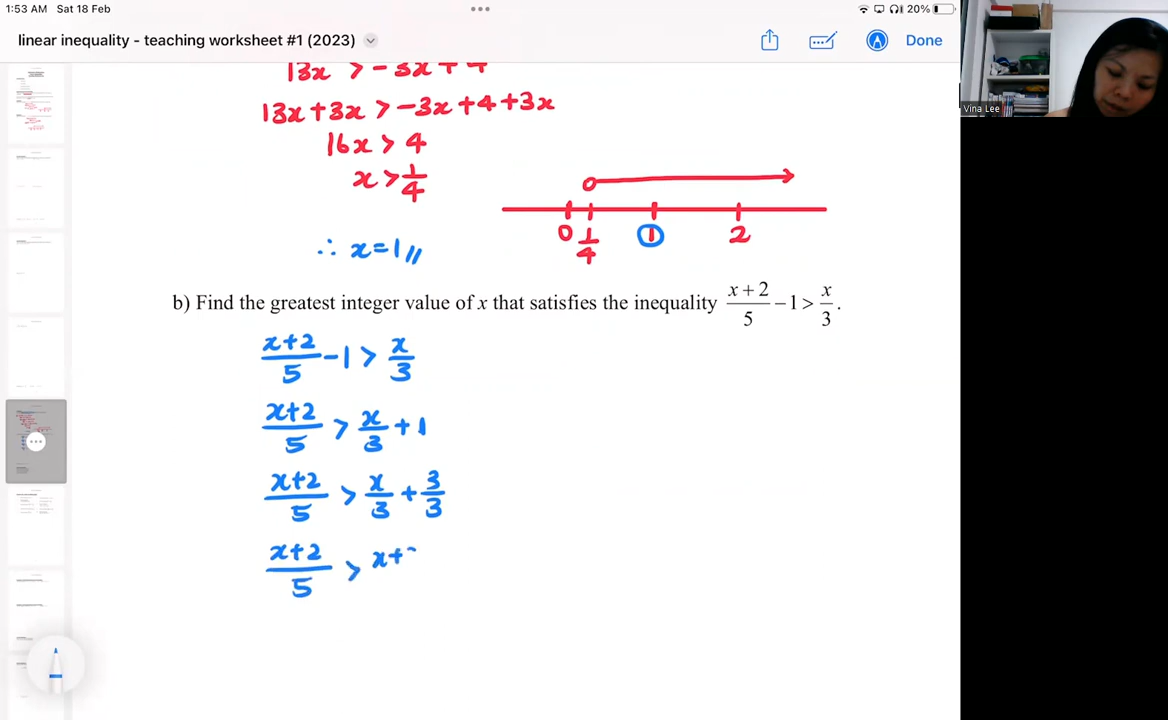 1:53 AM Sat 18 Feb
20%
linear inequality - teaching worksheet #1 (2023)
Done
Vina Lee
13x > -3x + 4
13x + 3x > -3x + 4 + 3x
16x > 4
x > 1/4
0 1/4 1 2
∴ x = 1 //
b) Find the greatest integer value of x that satisfies the inequality (x + 2)/5 − 1 > x/3.
(x+2)/5 - 1 > x/3
(x+2)/5 > x/3 + 1
(x+2)/5 > x/3 + 3/3
(x+2)/5 > x+